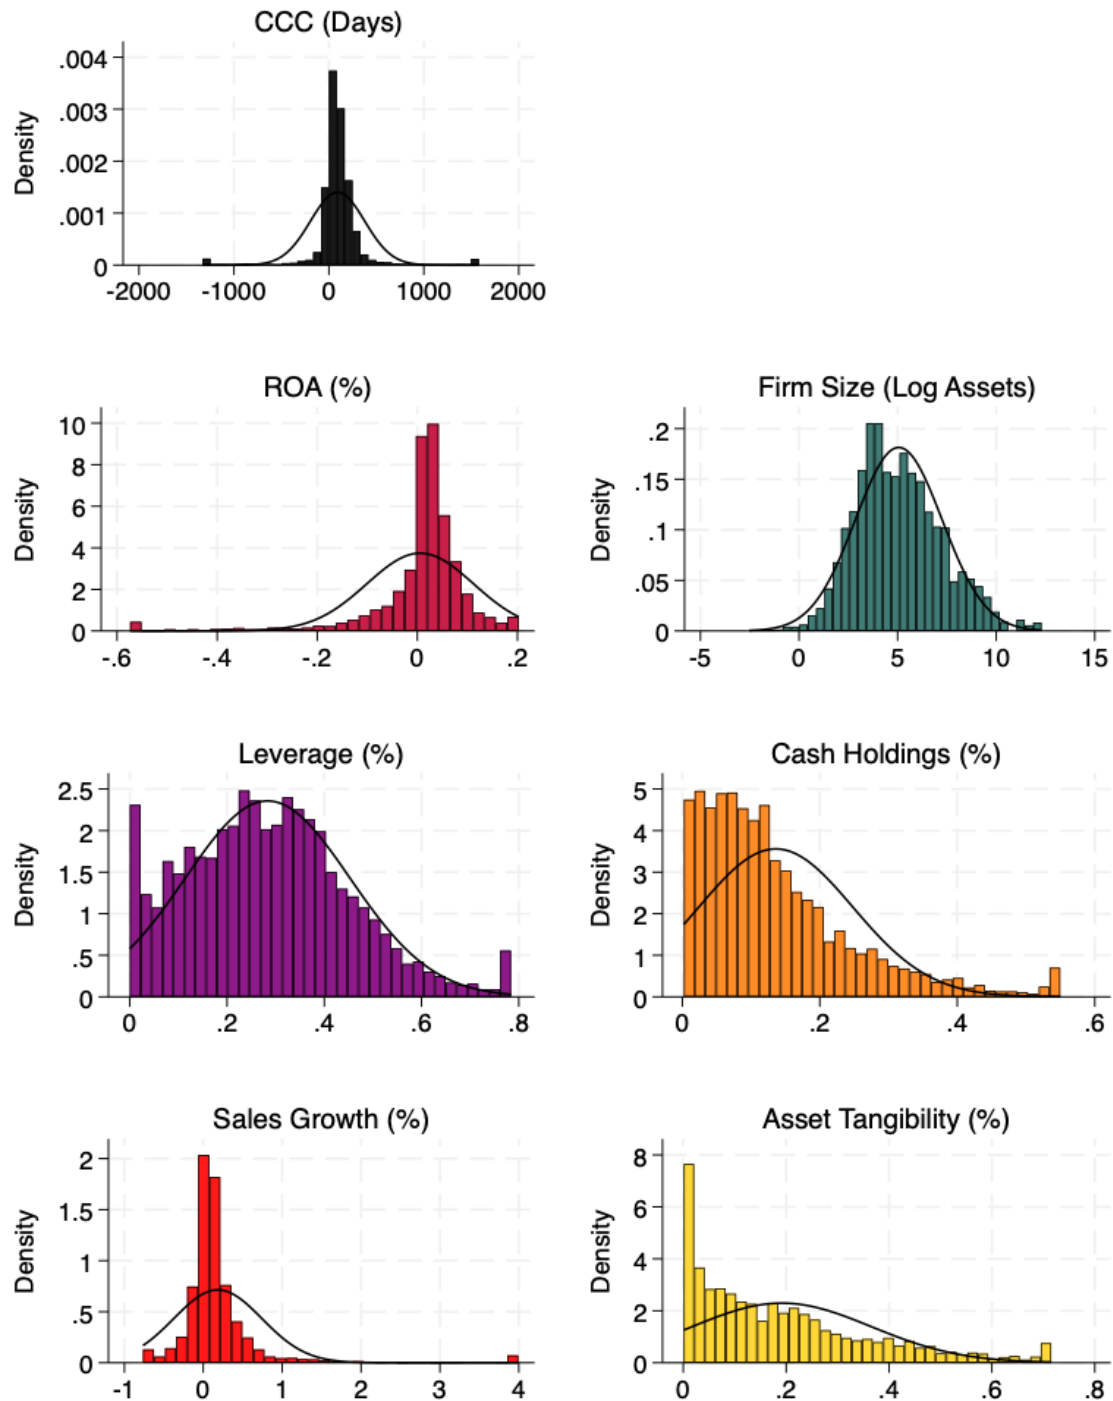 CCC (Days)
Density
.004
.003
.002
.001
0
-2000 -1000 0 1000 2000
ROA (%)
Density
10
8
6
4
2
0
-.6 -.4 -.2 0 .2
Firm Size (Log Assets)
Density
.2
.15
.1
.05
0
-5 0 5 10 15
Leverage (%)
Density
2.5
2
1.5
1
.5
0
0 .2 .4 .6 .8
Cash Holdings (%)
Density
5
4
3
2
1
0
0 .2 .4 .6
Sales Growth (%)
Density
2
1.5
1
.5
0
-1 0 1 2 3 4
Asset Tangibility (%)
Density
8
6
4
2
0
0 .2 .4 .6 .8